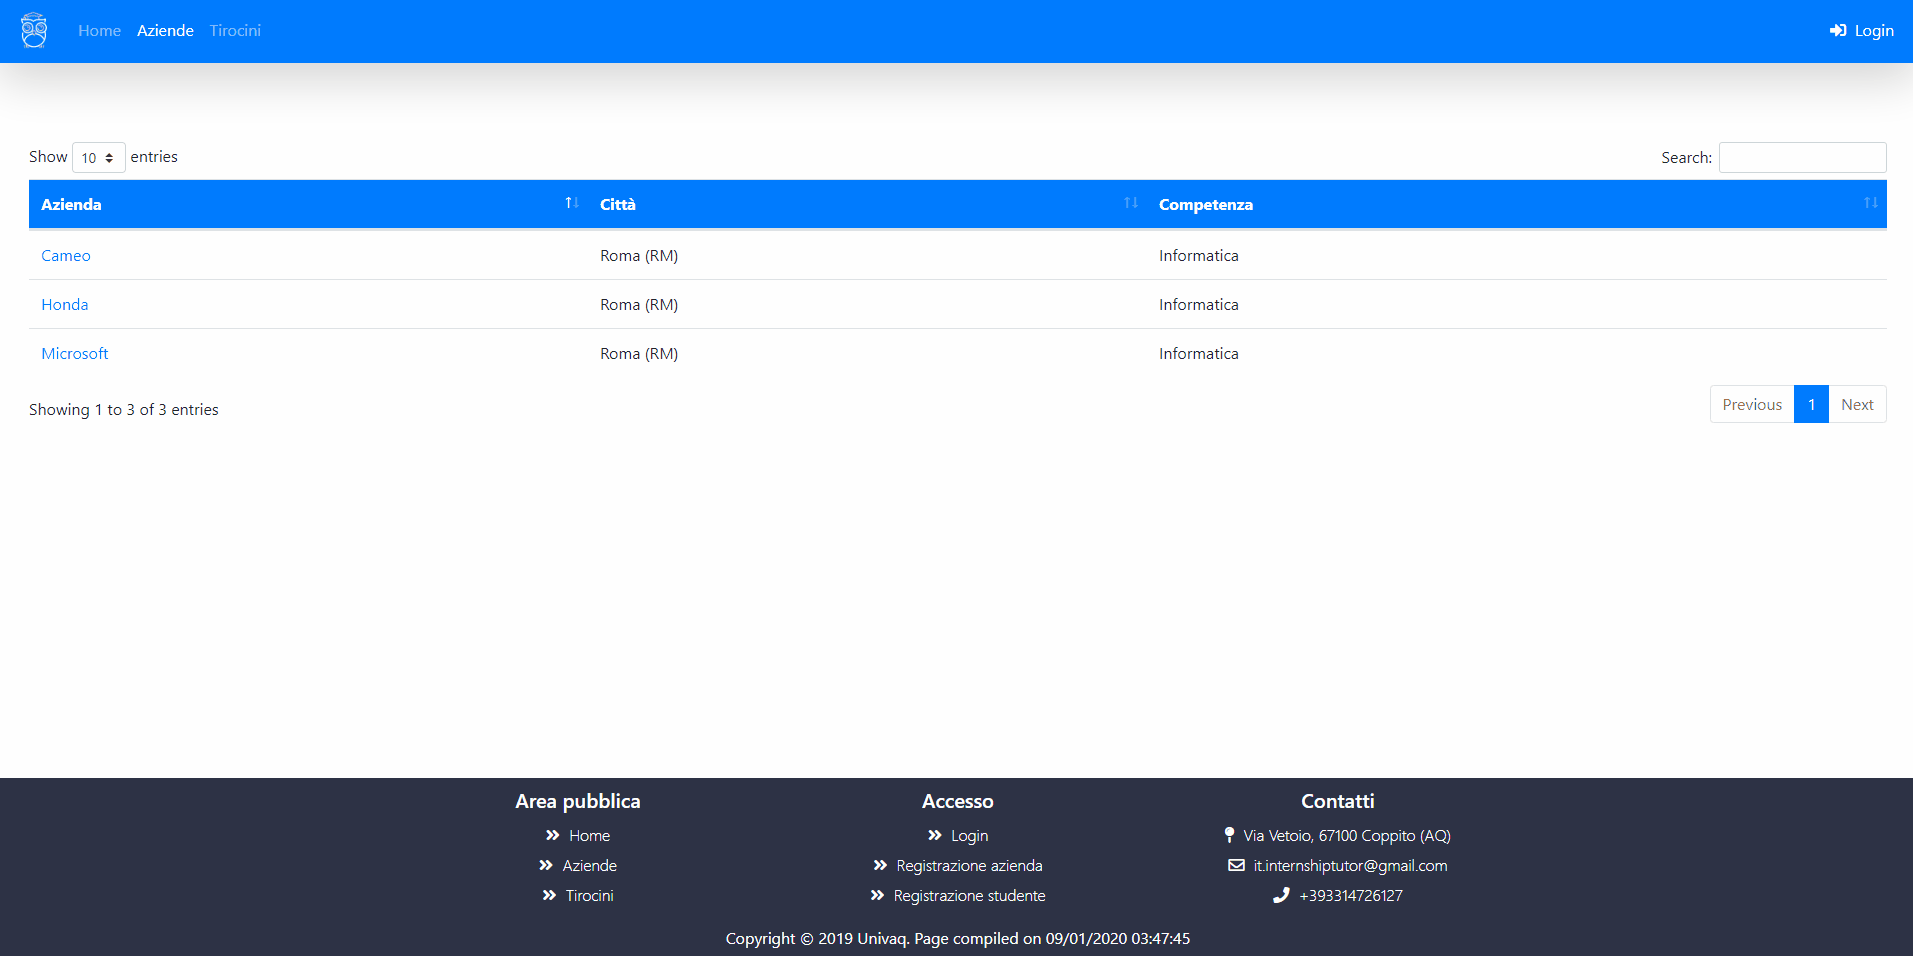 Home Aziende Tirocini Login
Show 10 entries Search:
Azienda Città Competenza
Cameo Roma (RM) Informatica
Honda Roma (RM) Informatica
Microsoft Roma (RM) Informatica
Showing 1 to 3 of 3 entries Previous 1 Next
Area pubblica Accesso Contatti
Home Login Via Vetoio, 67100 Coppito (AQ)
Aziende Registrazione azienda it.internshiptutor@gmail.com
Tirocini Registrazione studente +393314726127
Copyright © 2019 Univaq. Page compiled on 09/01/2020 03:47:45